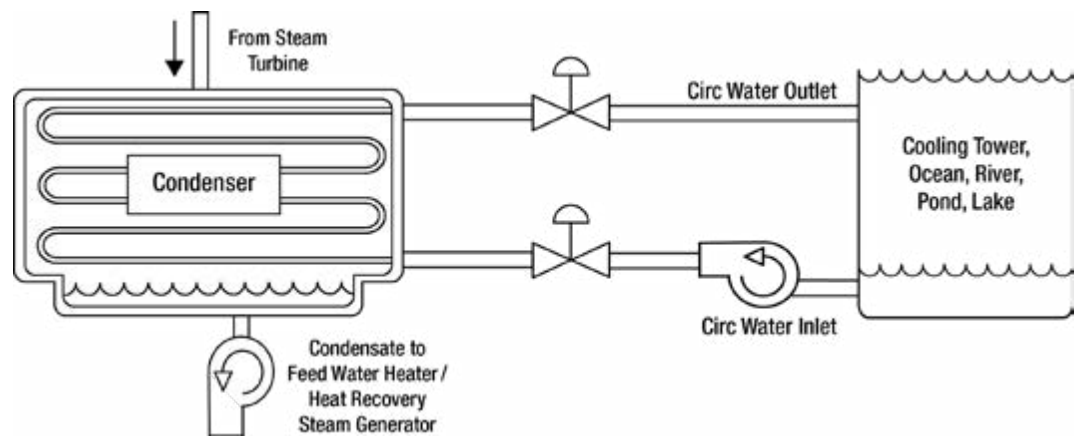 From Steam
Turbine
Circ Water Outlet
Condenser
Cooling Tower,
Ocean, River,
Pond, Lake
Circ Water Inlet
Condensate to
Feed Water Heater /
Heat Recovery
Steam Generator